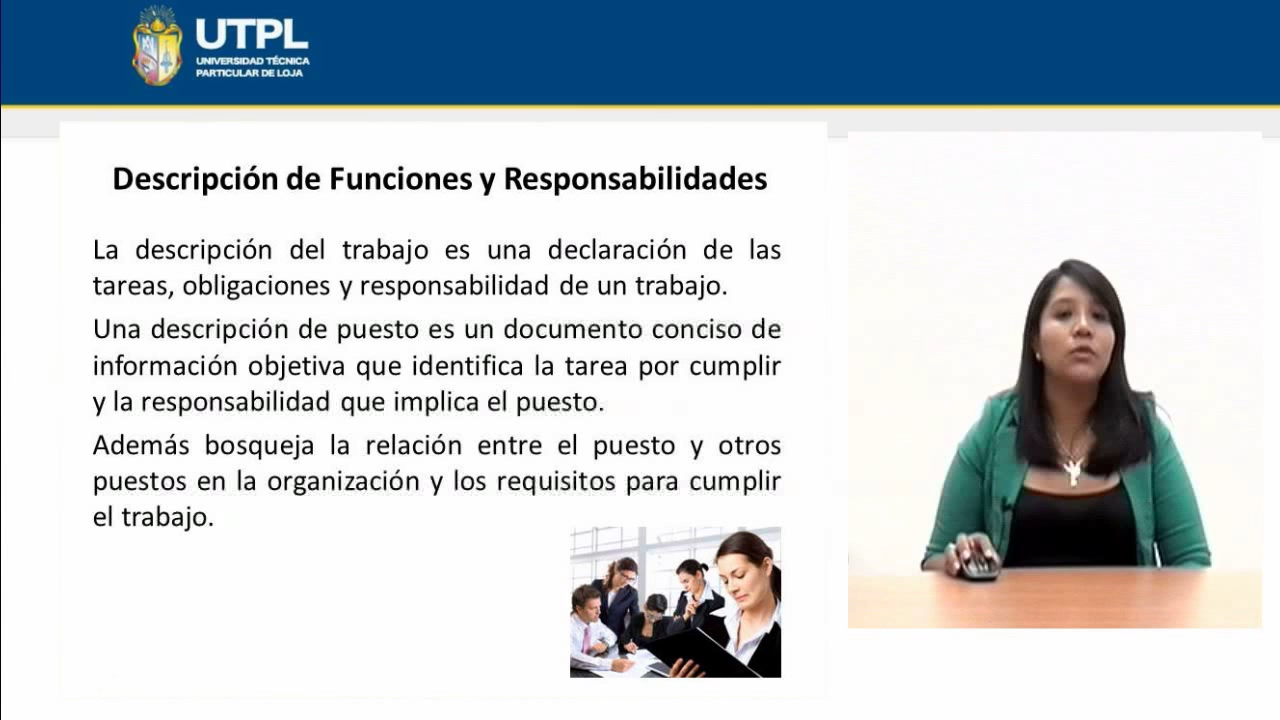 UTPL
UNIVERSIDAD TÉCNICA
PARTICULAR DE LOJA
Descripción de Funciones y Responsabilidades
La descripción del trabajo es una declaración de las
tareas, obligaciones y responsabilidad de un trabajo.
Una descripción de puesto es un documento conciso de
información objetiva que identifica la tarea por cumplir
y la responsabilidad que implica el puesto.
Además bosqueja la relación entre el puesto y otros
puestos en la organización y los requisitos para cumplir
el trabajo.